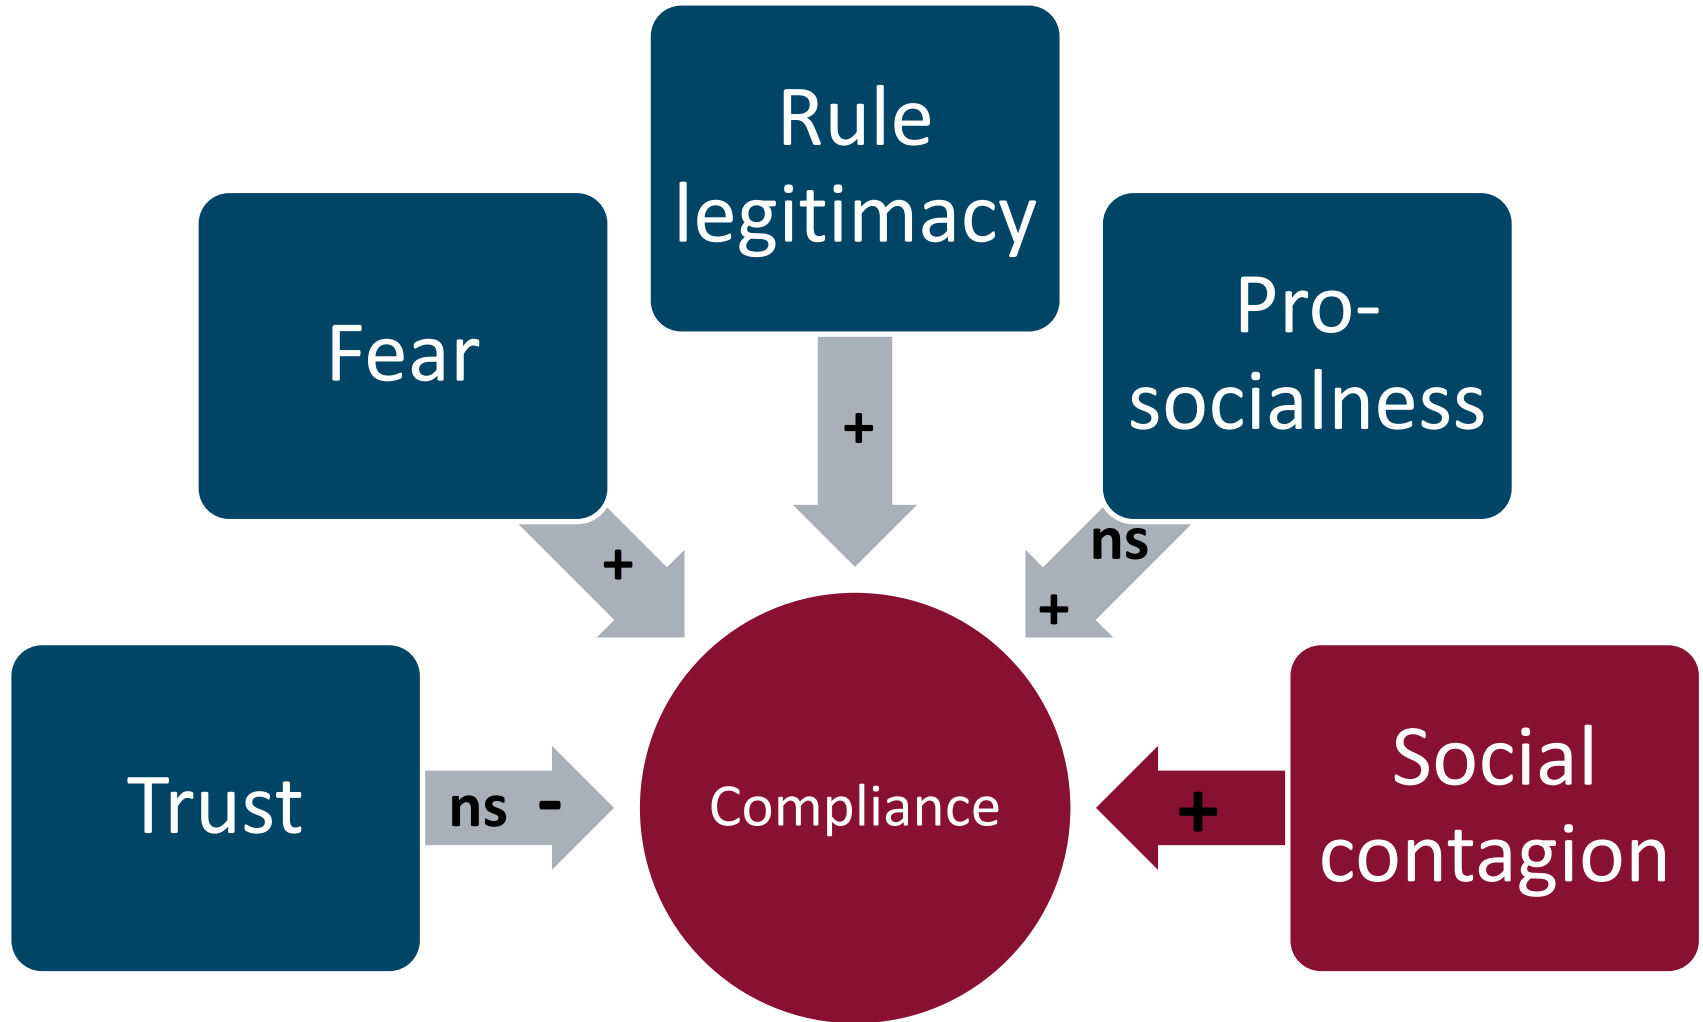 Rule
legitimacy
+
Fear
+
Pro-
socialness
ns
+
Trust
ns -
Compliance
+
Social
contagion